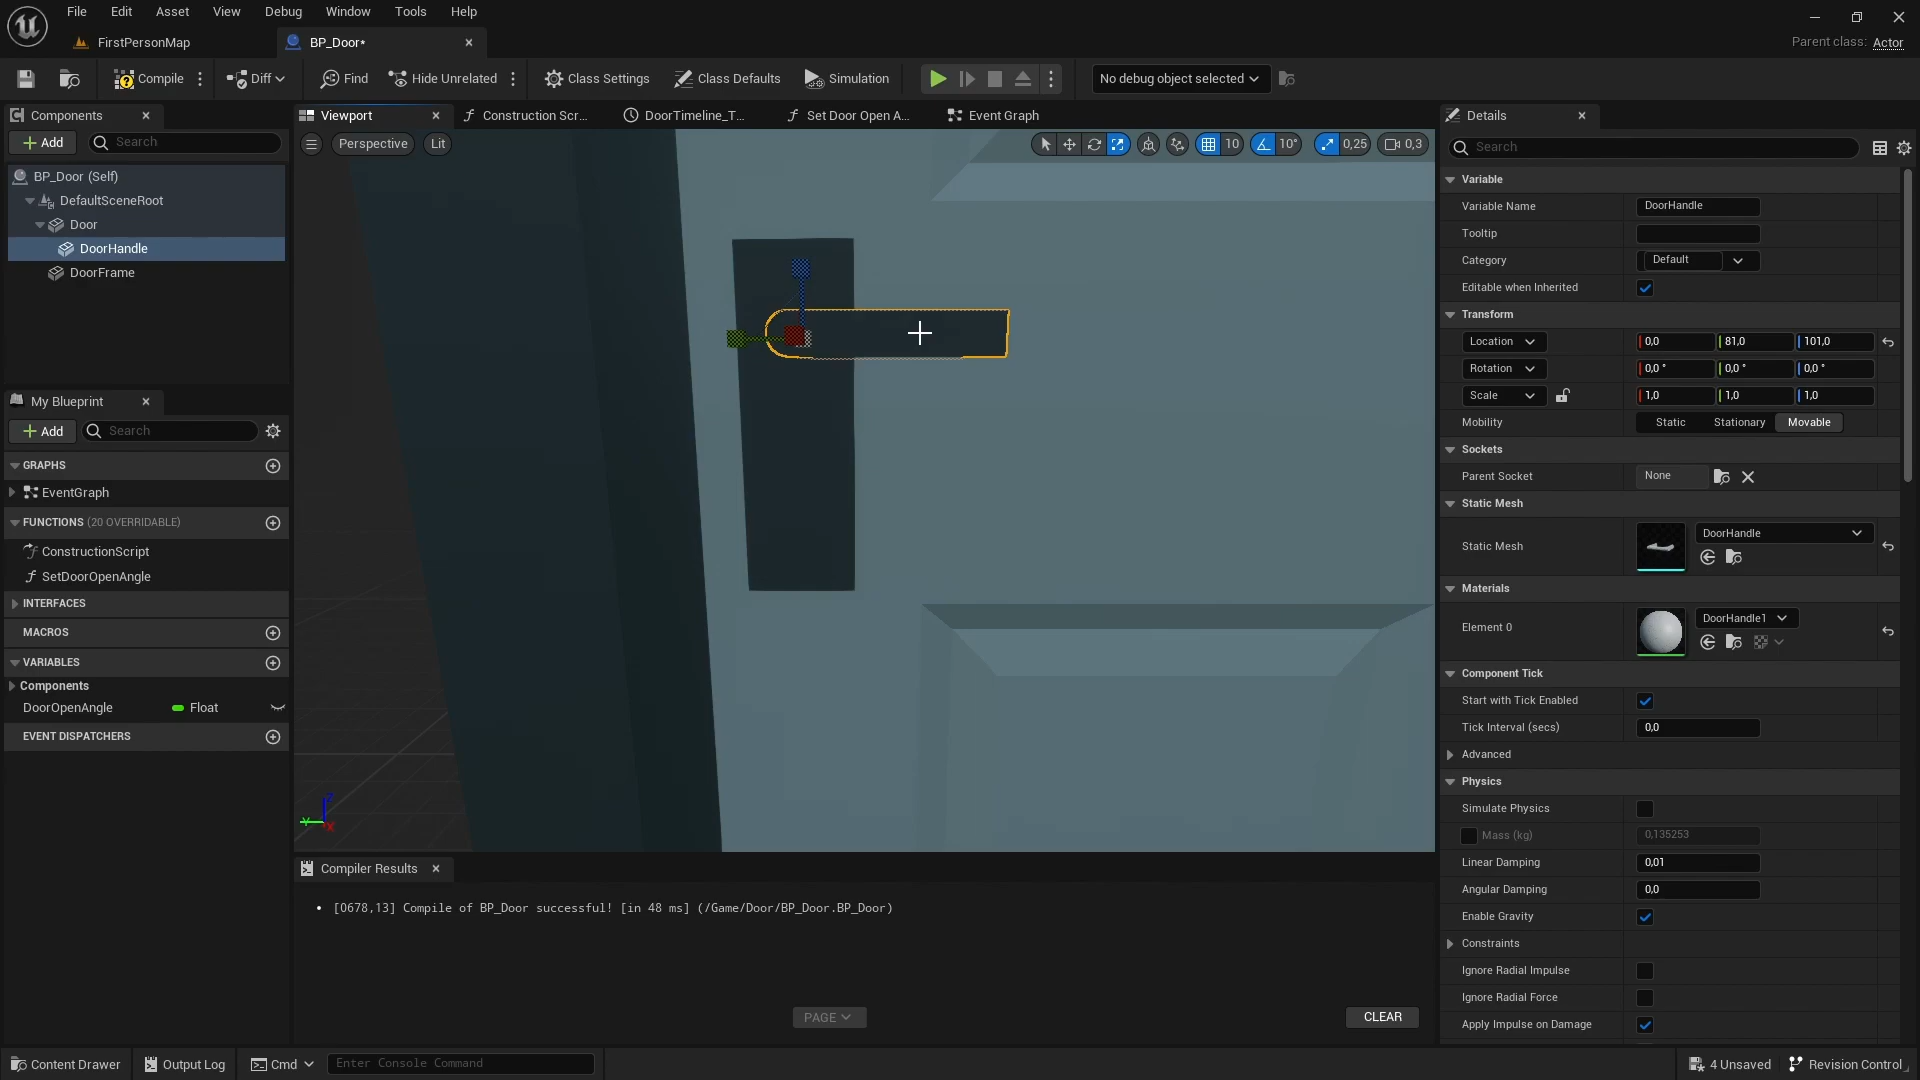 File Edit Asset View Debug Window Tools Help
FirstPersonMap
BP_Door*
Parent class: Actor
Compile
Diff
Find
Hide Unrelated
Class Settings
Class Defaults
Simulation
No debug object selected
Components
Add
Search
BP_Door (Self)
DefaultSceneRoot
Door
DoorHandle
DoorFrame
My Blueprint
Add
Search
GRAPHS
EventGraph
FUNCTIONS (20 OVERRIDABLE)
ConstructionScript
SetDoorOpenAngle
INTERFACES
MACROS
VARIABLES
Components
DoorOpenAngle Float
EVENT DISPATCHERS
Viewport
Construction Scr...
DoorTimeline_T...
Set Door Open A...
Event Graph
Perspective
Lit
10
10°
0,25
0,3
Z
Y
X
Compiler Results
[0678,13] Compile of BP_Door successful! [in 48 ms] (/Game/Door/BP_Door.BP_Door)
PAGE
CLEAR
Details
Search
Variable
Variable Name DoorHandle
Tooltip
Category Default
Editable when Inherited
Transform
Location 0,0 81,0 101,0
Rotation 0,0 ° 0,0 ° 0,0 °
Scale 1,0 1,0 1,0
Mobility Static Stationary Movable
Sockets
Parent Socket None
Static Mesh
Static Mesh DoorHandle
Materials
Element 0 DoorHandle1
Component Tick
Start with Tick Enabled
Tick Interval (secs) 0,0
Advanced
Physics
Simulate Physics
Mass (kg) 0,135253
Linear Damping 0,01
Angular Damping 0,0
Enable Gravity
Constraints
Ignore Radial Impulse
Ignore Radial Force
Apply Impulse on Damage
Content Drawer
Output Log
Cmd
Enter Console Command
4 Unsaved
Revision Control